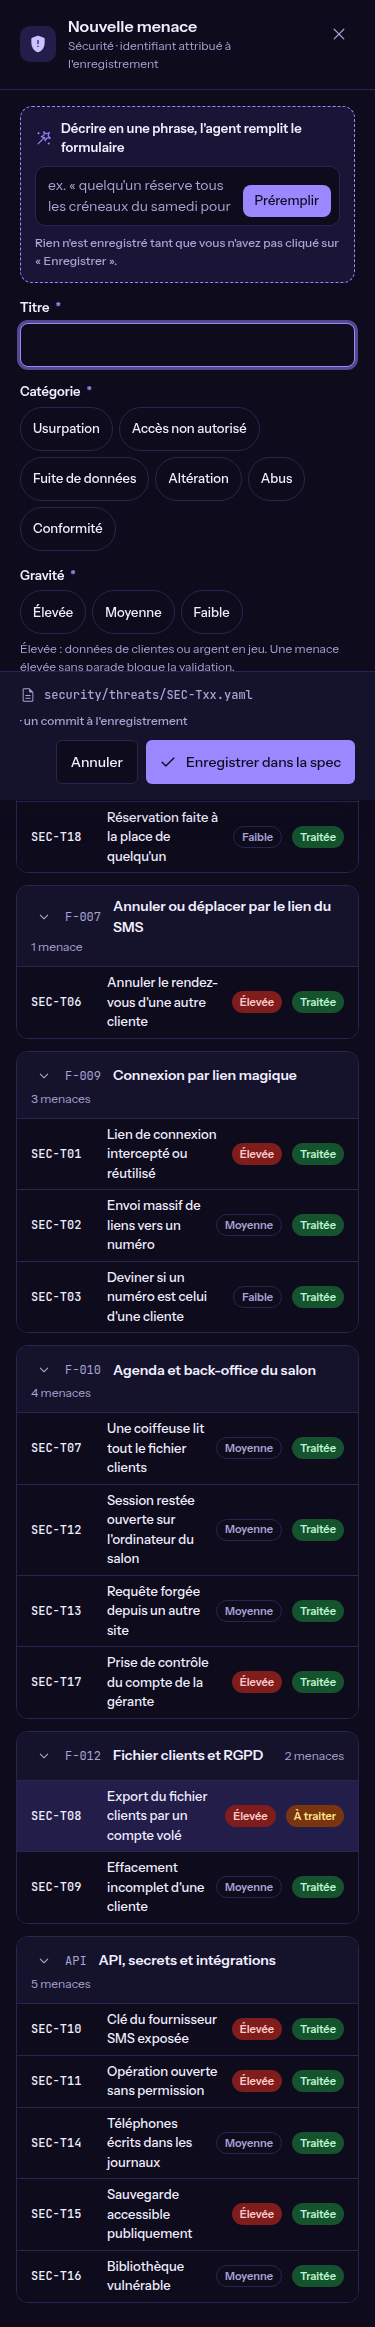 Nouvelle menace
Sécurité · identifiant attribué à
l'enregistrement
Décrire en une phrase, l'agent remplit le
formulaire
ex. « quelqu'un réserve tous
les créneaux du samedi pour
Préremplir
Rien n'est enregistré tant que vous n'avez pas cliqué sur
« Enregistrer ».
Titre *
Catégorie *
Usurpation
Accès non autorisé
Fuite de données
Altération
Abus
Conformité
Gravité *
Élevée
Moyenne
Faible
Élevée : données de clientes ou argent en jeu. Une menace
élevée sans parade bloque la validation.
security/threats/SEC-Txx.yaml
· un commit à l'enregistrement
Annuler
Enregistrer dans la spec
SEC-T18
Réservation faite à
la place de
quelqu'un
Faible
Traitée
F-007
Annuler ou déplacer par le lien du
SMS
1 menace
SEC-T06
Annuler le rendez-
vous d'une autre
cliente
Élevée
Traitée
F-009
Connexion par lien magique
3 menaces
SEC-T01
Lien de connexion
intercepté ou
réutilisé
Élevée
Traitée
SEC-T02
Envoi massif de
liens vers un
numéro
Moyenne
Traitée
SEC-T03
Deviner si un
numéro est celui
d'une cliente
Faible
Traitée
F-010
Agenda et back-office du salon
4 menaces
SEC-T07
Une coiffeuse lit
tout le fichier
clients
Moyenne
Traitée
SEC-T12
Session restée
ouverte sur
l'ordinateur du
salon
Moyenne
Traitée
SEC-T13
Requête forgée
depuis un autre
site
Moyenne
Traitée
SEC-T17
Prise de contrôle
du compte de la
gérante
Élevée
Traitée
F-012
Fichier clients et RGPD
2 menaces
SEC-T08
Export du fichier
clients par un
compte volé
Élevée
À traiter
SEC-T09
Effacement
incomplet d'une
cliente
Moyenne
Traitée
API
API, secrets et intégrations
5 menaces
SEC-T10
Clé du fournisseur
SMS exposée
Élevée
Traitée
SEC-T11
Opération ouverte
sans permission
Élevée
Traitée
SEC-T14
Téléphones
écrits dans les
journaux
Moyenne
Traitée
SEC-T15
Sauvegarde
accessible
publiquement
Élevée
Traitée
SEC-T16
Bibliothèque
vulnérable
Moyenne
Traitée